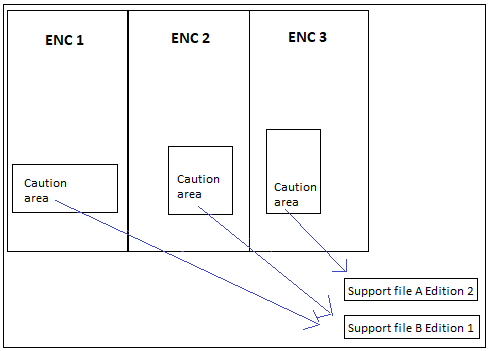 ENC 1
ENC 2
ENC 3
Caution
area
Caution
area
Caution
area
Support file A Edition 2
Support file B Edition 1